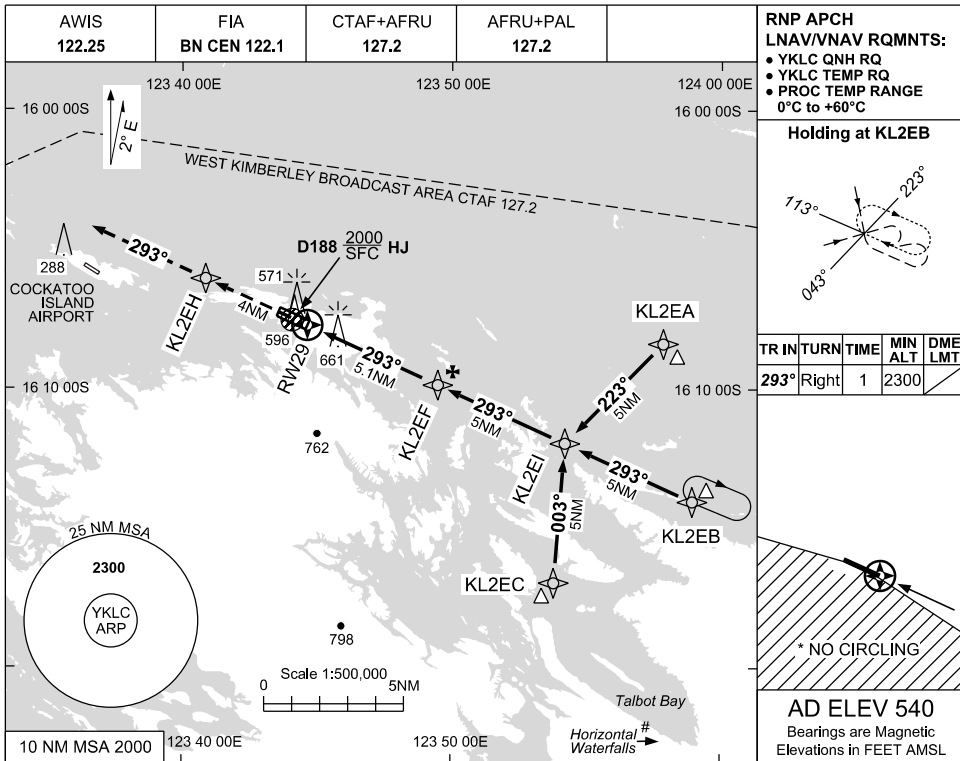 AWIS
122.25
FIA
BN CEN 122.1
CTAF+AFRU
127.2
AFRU+PAL
127.2
RNP APCH
LNAV/VNAV RQMNTS:
• YKLC QNH RQ
• YKLC TEMP RQ
• PROC TEMP RANGE
0°C to +60°C
123 40 00E
123 50 00E
124 00 00E
16 00 00S
16 00 00S
2° E
WEST KIMBERLEY BROADCAST AREA CTAF 127.2
Holding at KL2EB
223°
113°
043°
D188 2000 HJ
SFC
293°
288
COCKATOO
ISLAND
AIRPORT
KL2EH
4NM
571
596
661
RW29
293°
5.1NM
KL2EF
KL2EA
223°
5NM
TR IN TURN TIME MIN ALT DME LMT
293° Right 1 2300
16 10 00S
16 10 00S
293°
5NM
KL2EI
762
293°
5NM
KL2EB
003°
5NM
KL2EC
25 NM MSA
2300
YKLC
ARP
798
* NO CIRCLING
Scale 1:500,000
0 5NM
Talbot Bay
Horizontal #
Waterfalls
10 NM MSA 2000
123 40 00E
123 50 00E
AD ELEV 540
Bearings are Magnetic
Elevations in FEET AMSL